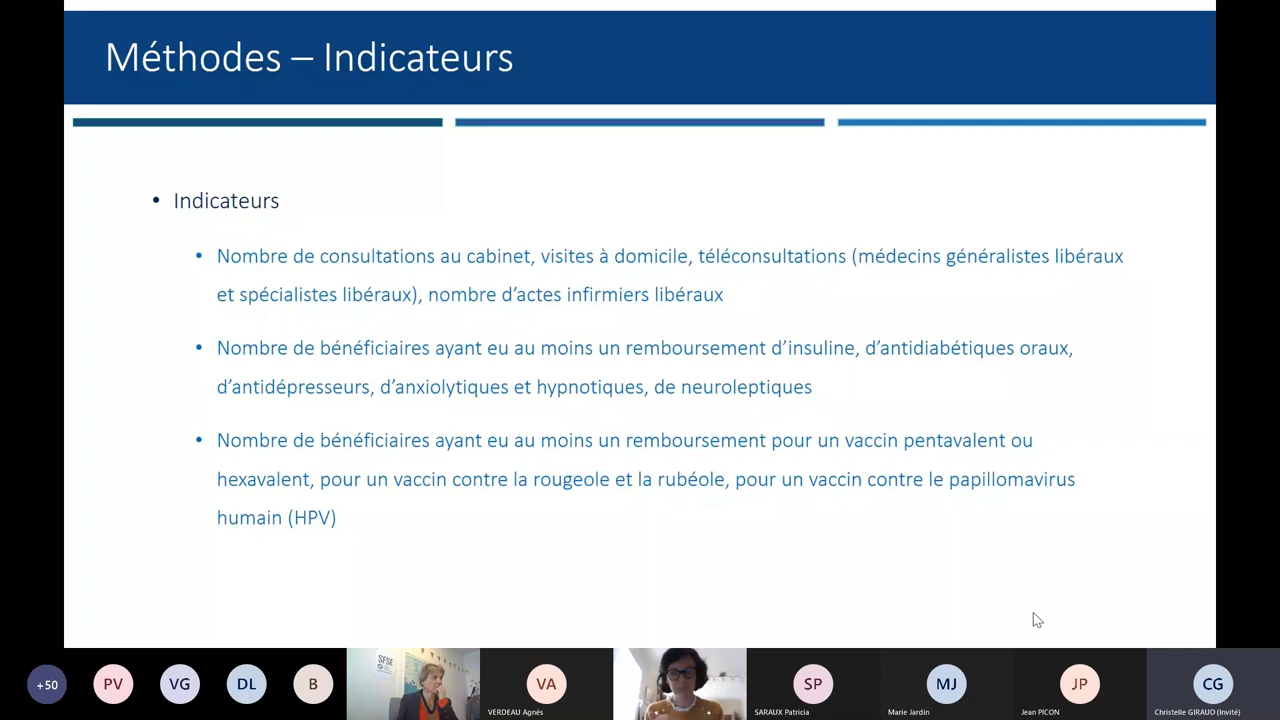 Méthodes – Indicateurs
• Indicateurs
• Nombre de consultations au cabinet, visites à domicile, téléconsultations (médecins généralistes libéraux
et spécialistes libéraux), nombre d’actes infirmiers libéraux
• Nombre de bénéficiaires ayant eu au moins un remboursement d’insuline, d’antidiabétiques oraux,
d’antidépresseurs, d’anxiolytiques et hypnotiques, de neuroleptiques
• Nombre de bénéficiaires ayant eu au moins un remboursement pour un vaccin pentavalent ou
hexavalent, pour un vaccin contre la rougeole et la rubéole, pour un vaccin contre le papillomavirus
humain (HPV)
+50 PV VG DL B SFSE VA SP MJ JP CG
VERDEAU Agnès SARAUX Patricia Marie Jardin Jean PICON Christelle GIRAUD (Invité)